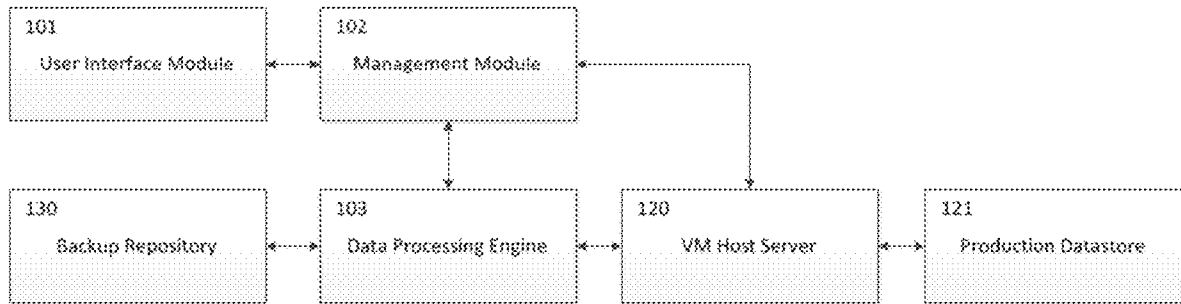 101
User Interface Module
102
Management Module
130
Backup Repository
103
Data Processing Engine
120
VM Host Server
121
Production Datastore